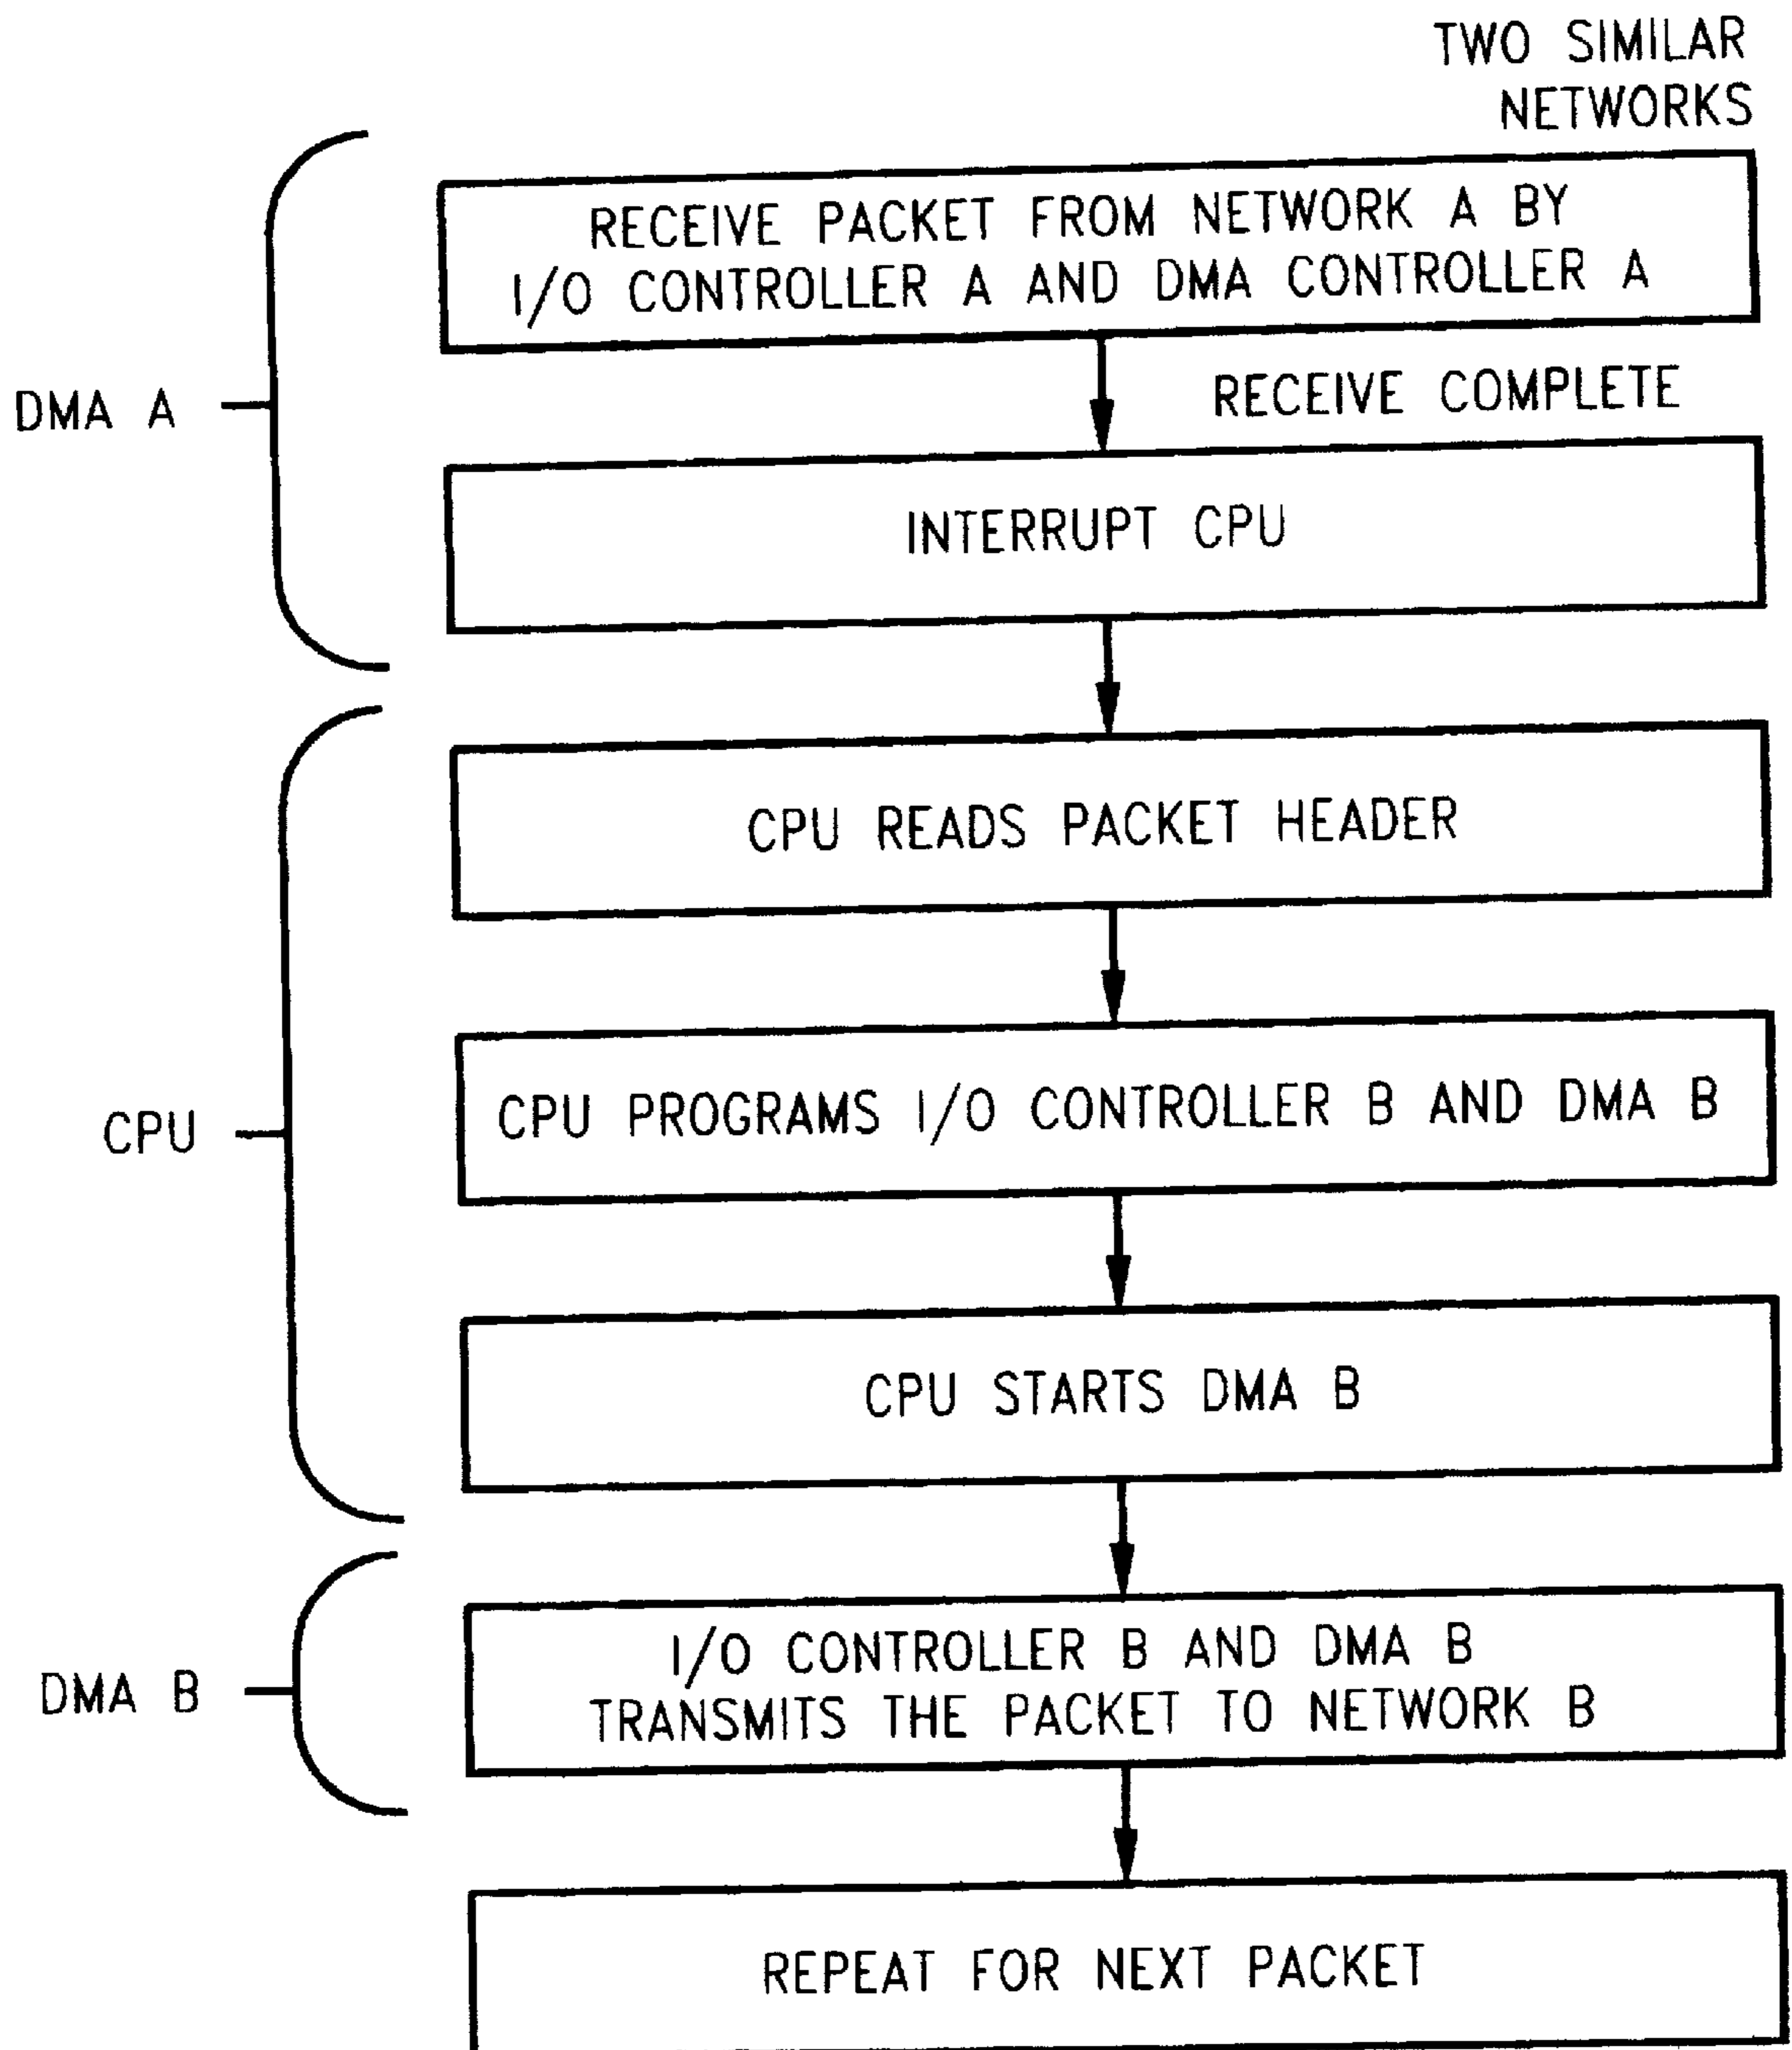 TWO SIMILAR
NETWORKS
RECEIVE PACKET FROM NETWORK A BY
I/O CONTROLLER A AND DMA CONTROLLER A
DMA A
RECEIVE COMPLETE
INTERRUPT CPU
CPU READS PACKET HEADER
CPU
CPU PROGRAMS I/O CONTROLLER B AND DMA B
CPU STARTS DMA B
DMA B
I/O CONTROLLER B AND DMA B
TRANSMITS THE PACKET TO NETWORK B
REPEAT FOR NEXT PACKET